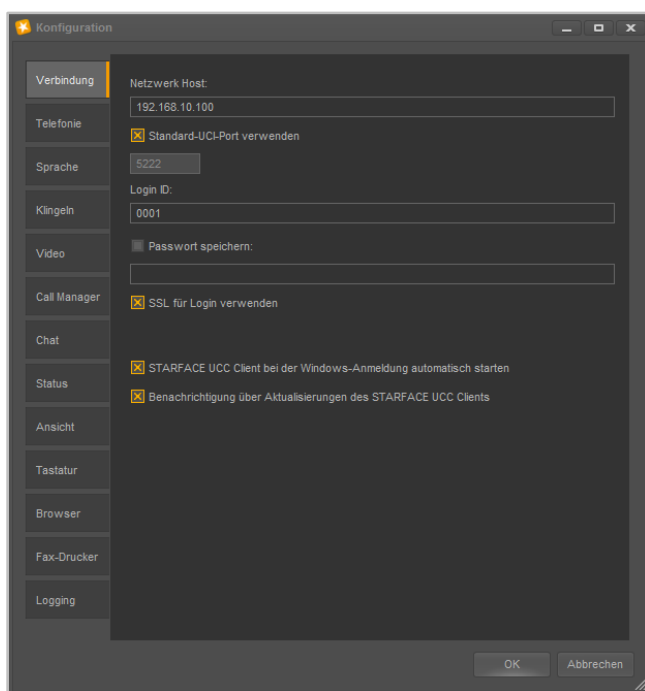 Konfiguration
Verbindung
Telefonie
Sprache
Klingeln
Video
Call Manager
Chat
Status
Ansicht
Tastatur
Browser
Fax-Drucker
Logging
Netzwerk Host:
192.168.10.100
Standard-UCI-Port verwenden
5222
Login ID:
0001
Passwort speichern:
SSL für Login verwenden
STARFACE UCC Client bei der Windows-Anmeldung automatisch starten
Benachrichtigung über Aktualisierungen des STARFACE UCC Clients
OK
Abbrechen